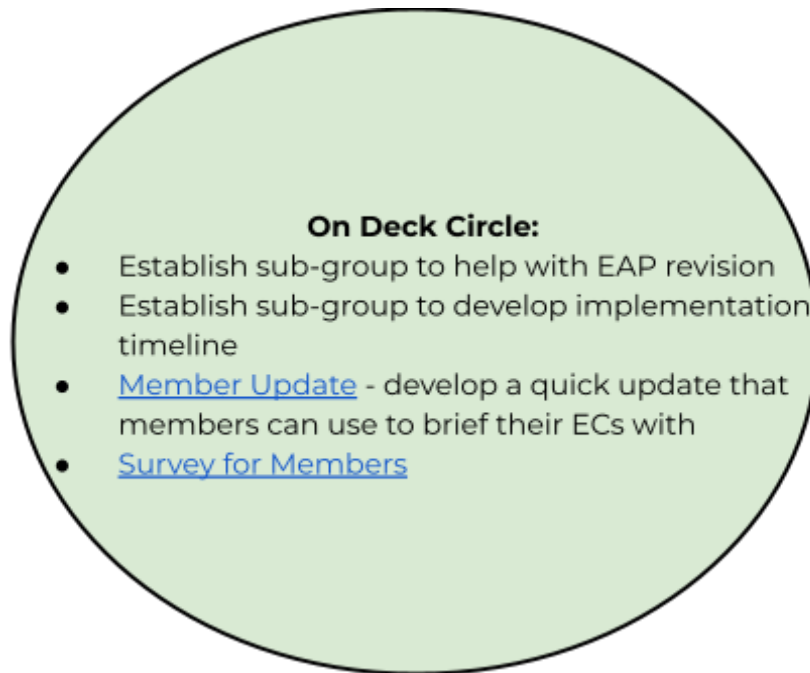 On Deck Circle:
● Establish sub-group to help with EAP revision
● Establish sub-group to develop implementation
timeline
● Member Update - develop a quick update that
members can use to brief their ECs with
● Survey for Members